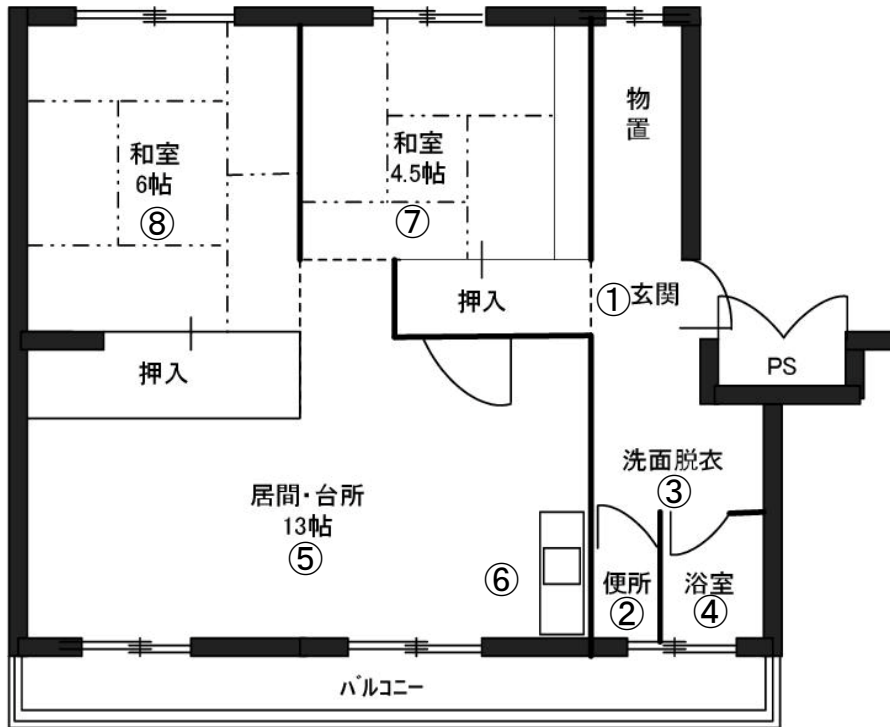 物
置
和室
6帖
⑧
和室
4.5帖
⑦
押入
①玄関
PS
押入
洗面脱衣
③
居間・台所
13帖
⑤
⑥
便所
②
浴室
④
バルコニー